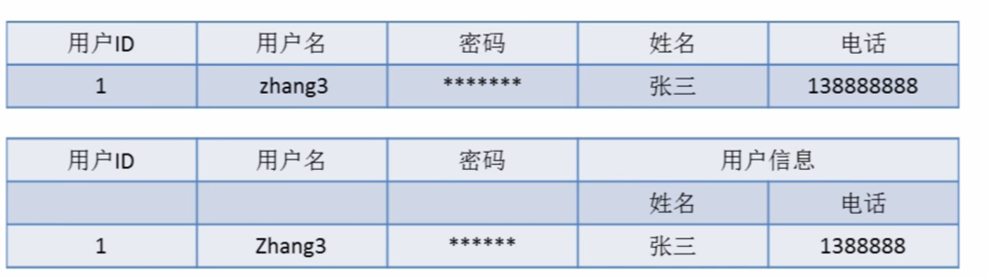 用户ID 用户名 密码 姓名 电话
1 zhang3 ******* 张三 138888888
用户ID 用户名 密码 用户信息
姓名 电话
1 Zhang3 ****** 张三 1388888